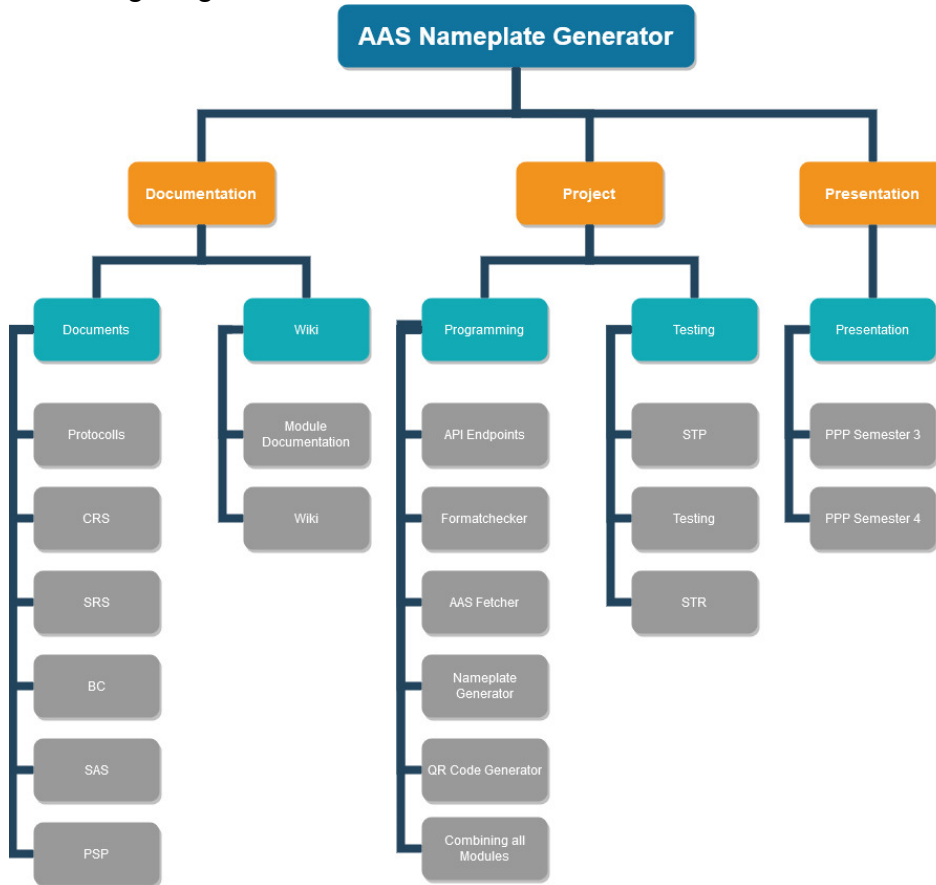 AAS Nameplate Generator
Documentation
Project
Presentation
Documents
Wiki
Programming
Testing
Presentation
Protocolls
Module
Documentation
API Endpoints
STP
PPP Semester 3
CRS
Wiki
Formatchecker
Testing
PPP Semester 4
SRS
AAS Fetcher
STR
BC
Nameplate
Generator
SAS
QR Code Generator
PSP
Combining all
Modules